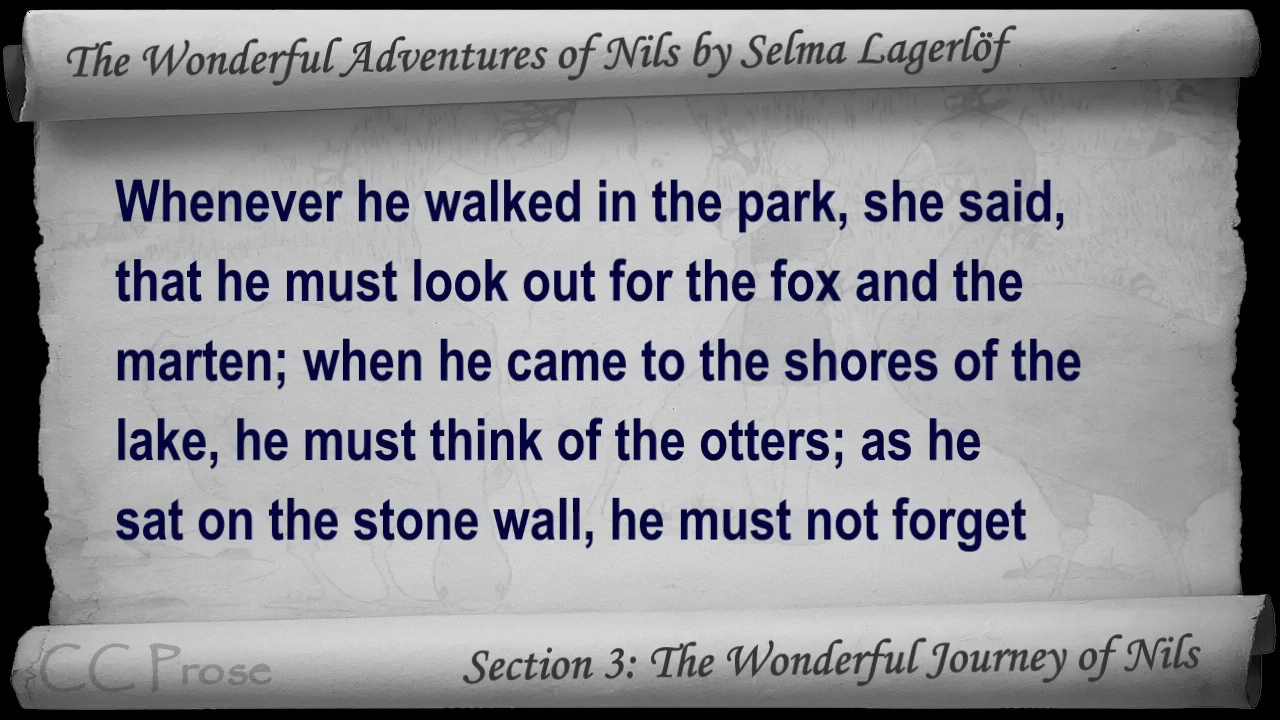 The Wonderful Adventures of Nils by Selma Lagerlöf
Whenever he walked in the park, she said,
that he must look out for the fox and the
marten; when he came to the shores of the
lake, he must think of the otters; as he
sat on the stone wall, he must not forget
CC Prose
Section 3: The Wonderful Journey of Nils